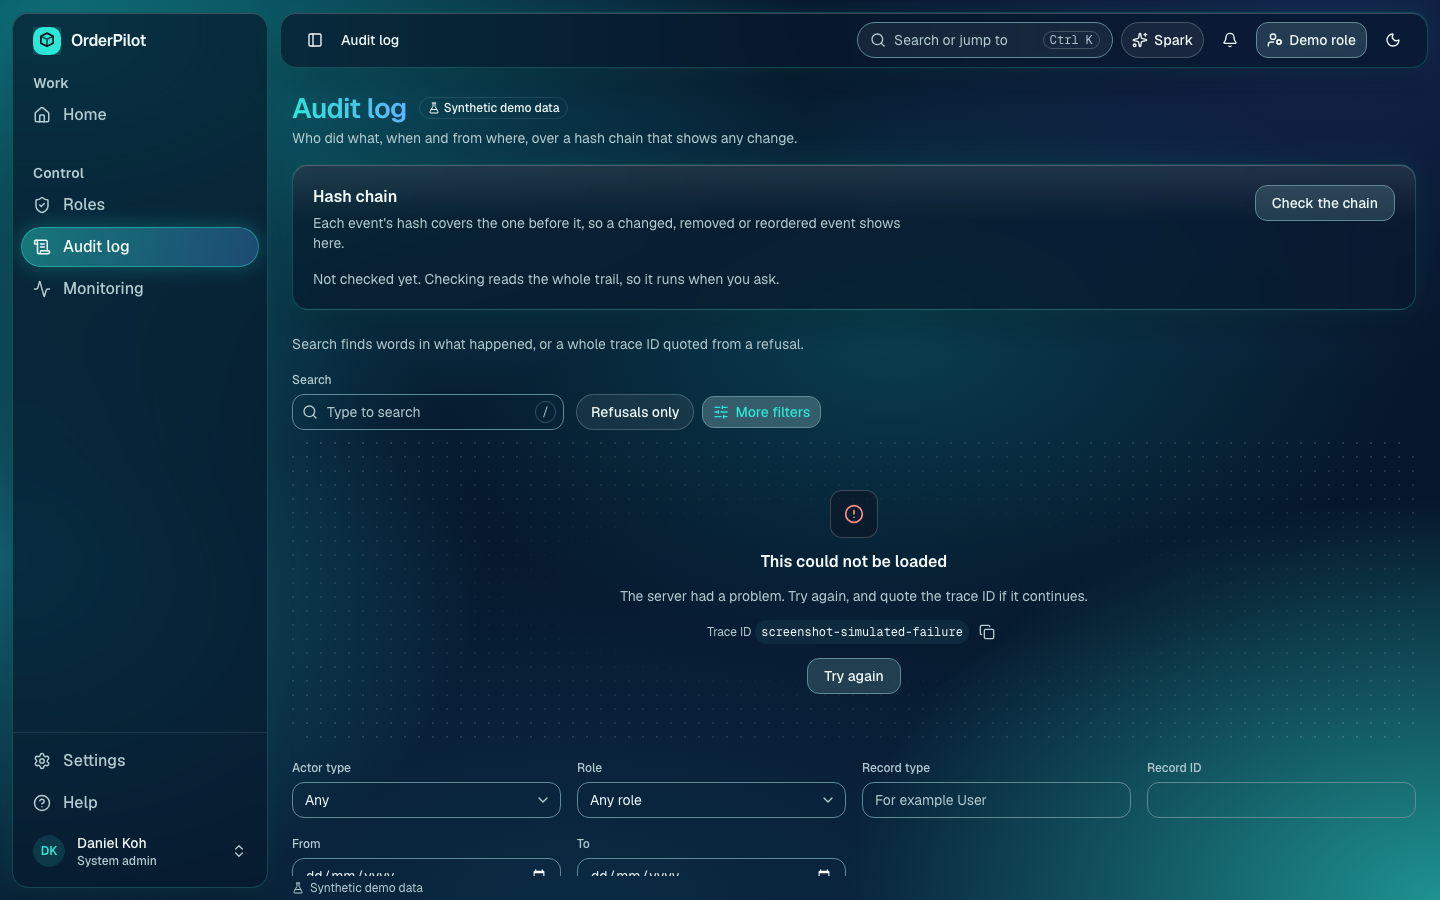 OrderPilot
Work
Home
Control
Roles
Audit log
Monitoring
Settings
Help
DK
Daniel Koh
System admin
Audit log
Search or jump to
Ctrl K
Spark
Demo role
Audit log
Synthetic demo data
Who did what, when and from where, over a hash chain that shows any change.
Hash chain
Each event's hash covers the one before it, so a changed, removed or reordered event shows
here.
Not checked yet. Checking reads the whole trail, so it runs when you ask.
Check the chain
Search finds words in what happened, or a whole trace ID quoted from a refusal.
Search
Type to search
/
Refusals only
More filters
This could not be loaded
The server had a problem. Try again, and quote the trace ID if it continues.
Trace ID screenshot-simulated-failure
Try again
Actor type
Any
Role
Any role
Record type
For example User
Record ID
From
dd/mm/yyyy
To
dd/mm/yyyy
Synthetic demo data